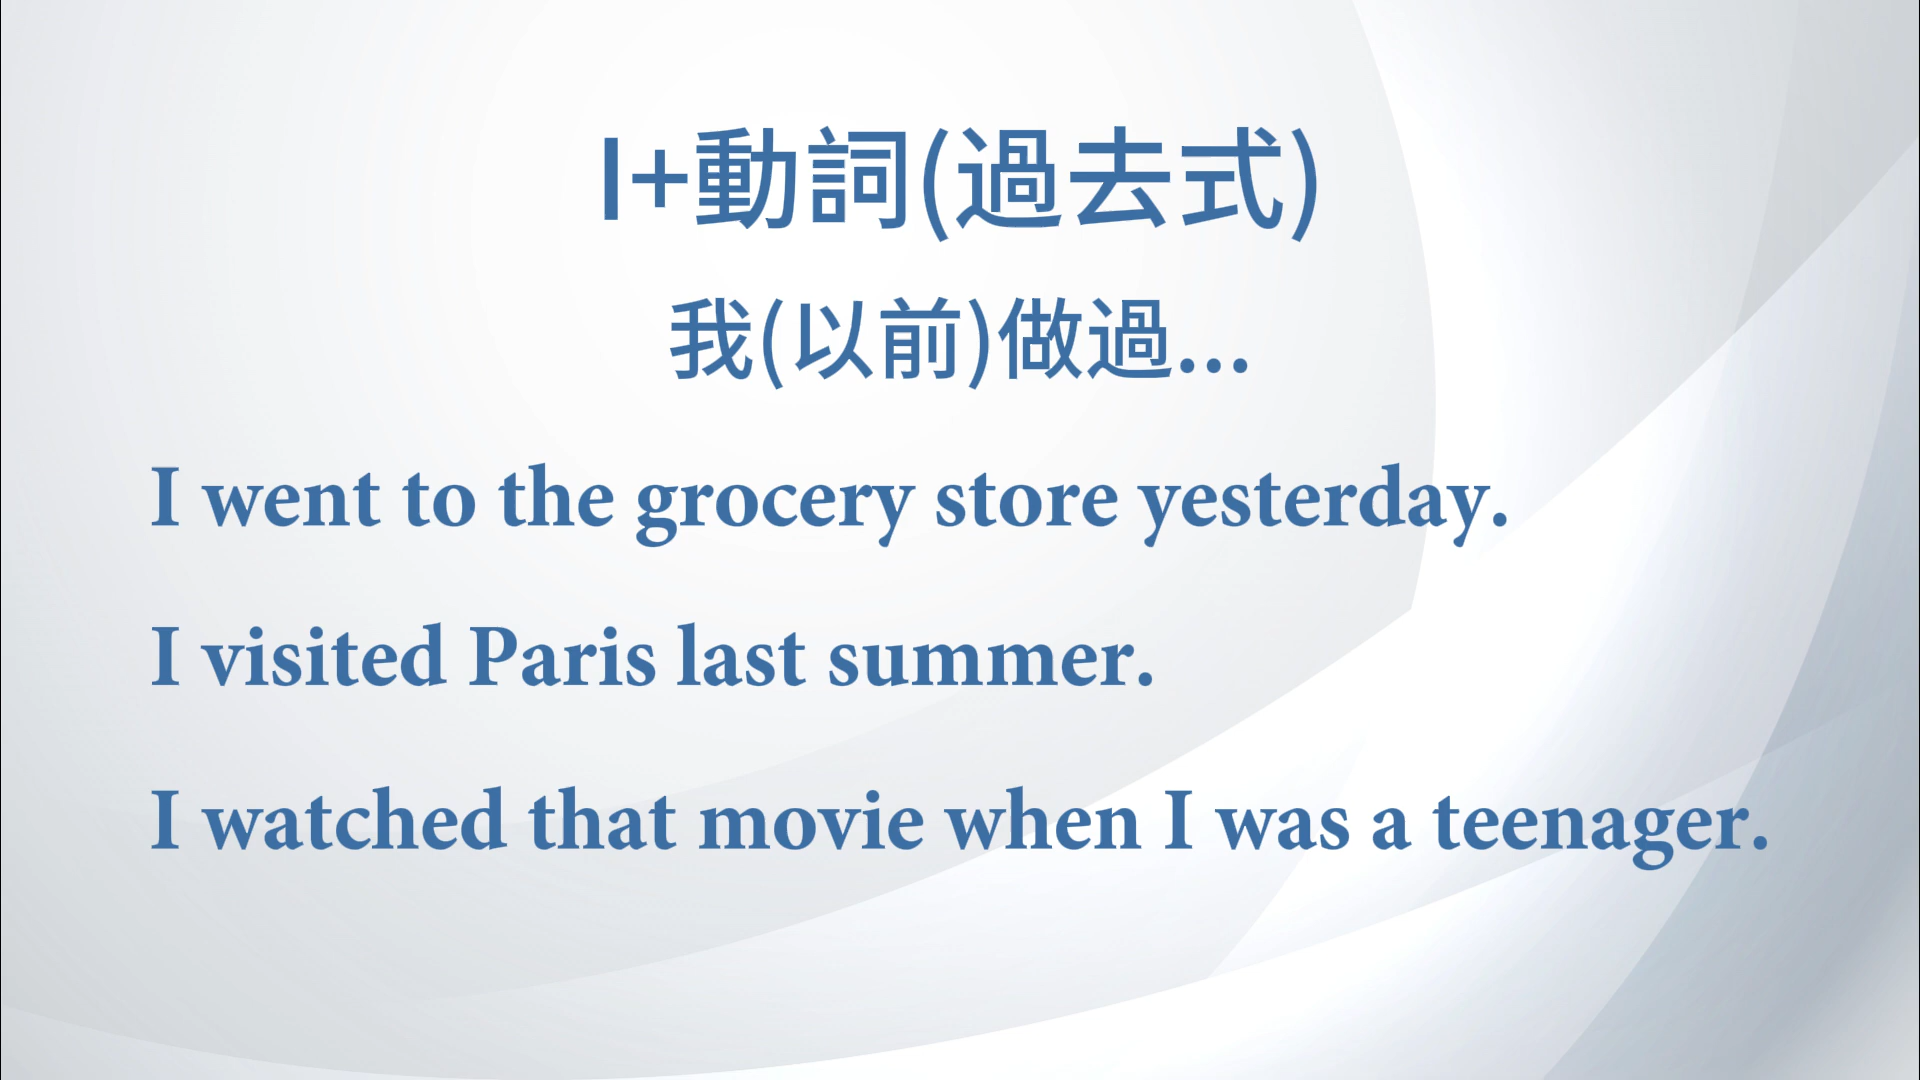 I+動詞(過去式)
我(以前)做過...
I went to the grocery store yesterday.
I visited Paris last summer.
I watched that movie when I was a teenager.